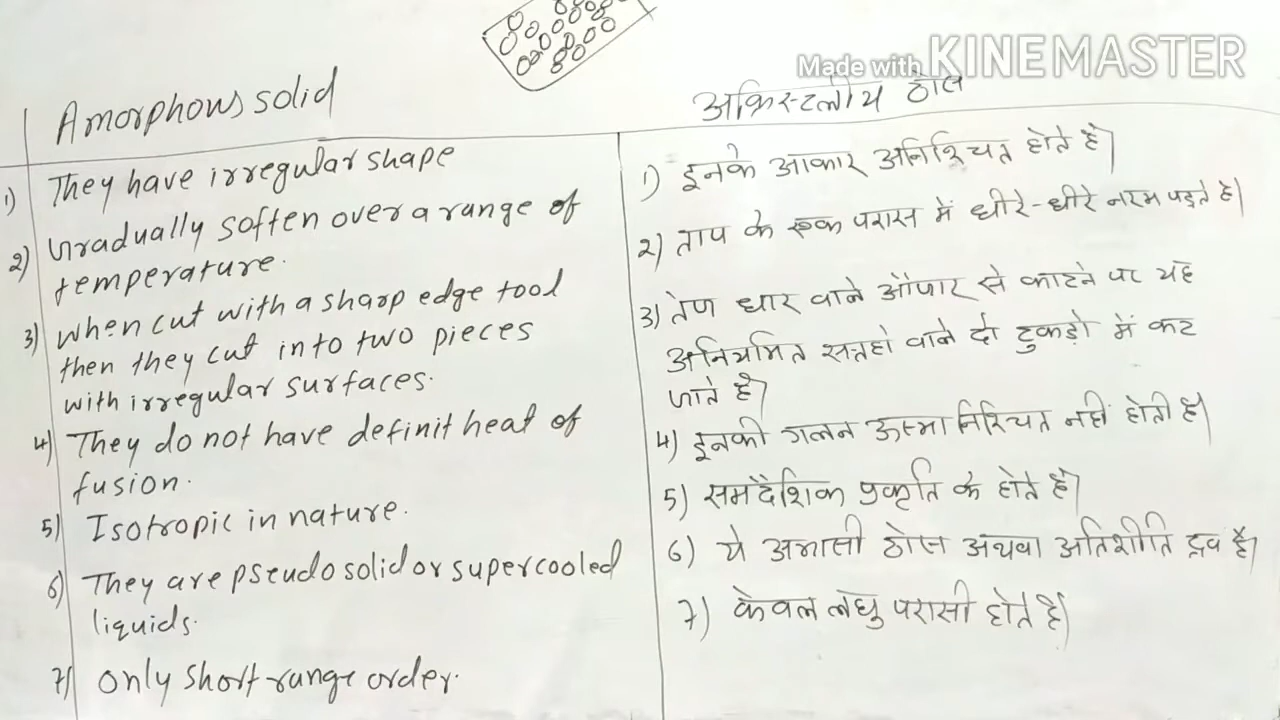 Made with KINEMASTER
Amorphous solid
1) They have irregular shape
2) Gradually soften over a range of
temperature.
3) when cut with a sharp edge tool
then they cut into two pieces
with irregular surfaces.
4) They do not have definit heat of
fusion.
5) Isotropic in nature.
6) They are pseudo solid or supercooled
liquids.
7) only short-range order.
अक्रिस्टलीय ठोस
1) इनके आकार अनिश्चित होते है।
2) ताप के एक परास में धीरे-धीरे नरम पड़ते है।
3) तेज धार वाले औजार से काटने पर यह
अनियमित सतहो वाले दो टुकड़ो में कट
जाते है।
4) इनकी गलन ऊष्मा निश्चित नही होती है।
5) समदैशिक प्रकृति के होते है।
6) ये आभासी ठोस अथवा अतिशीति द्रव है।
7) केवल लघु परासी होते है।